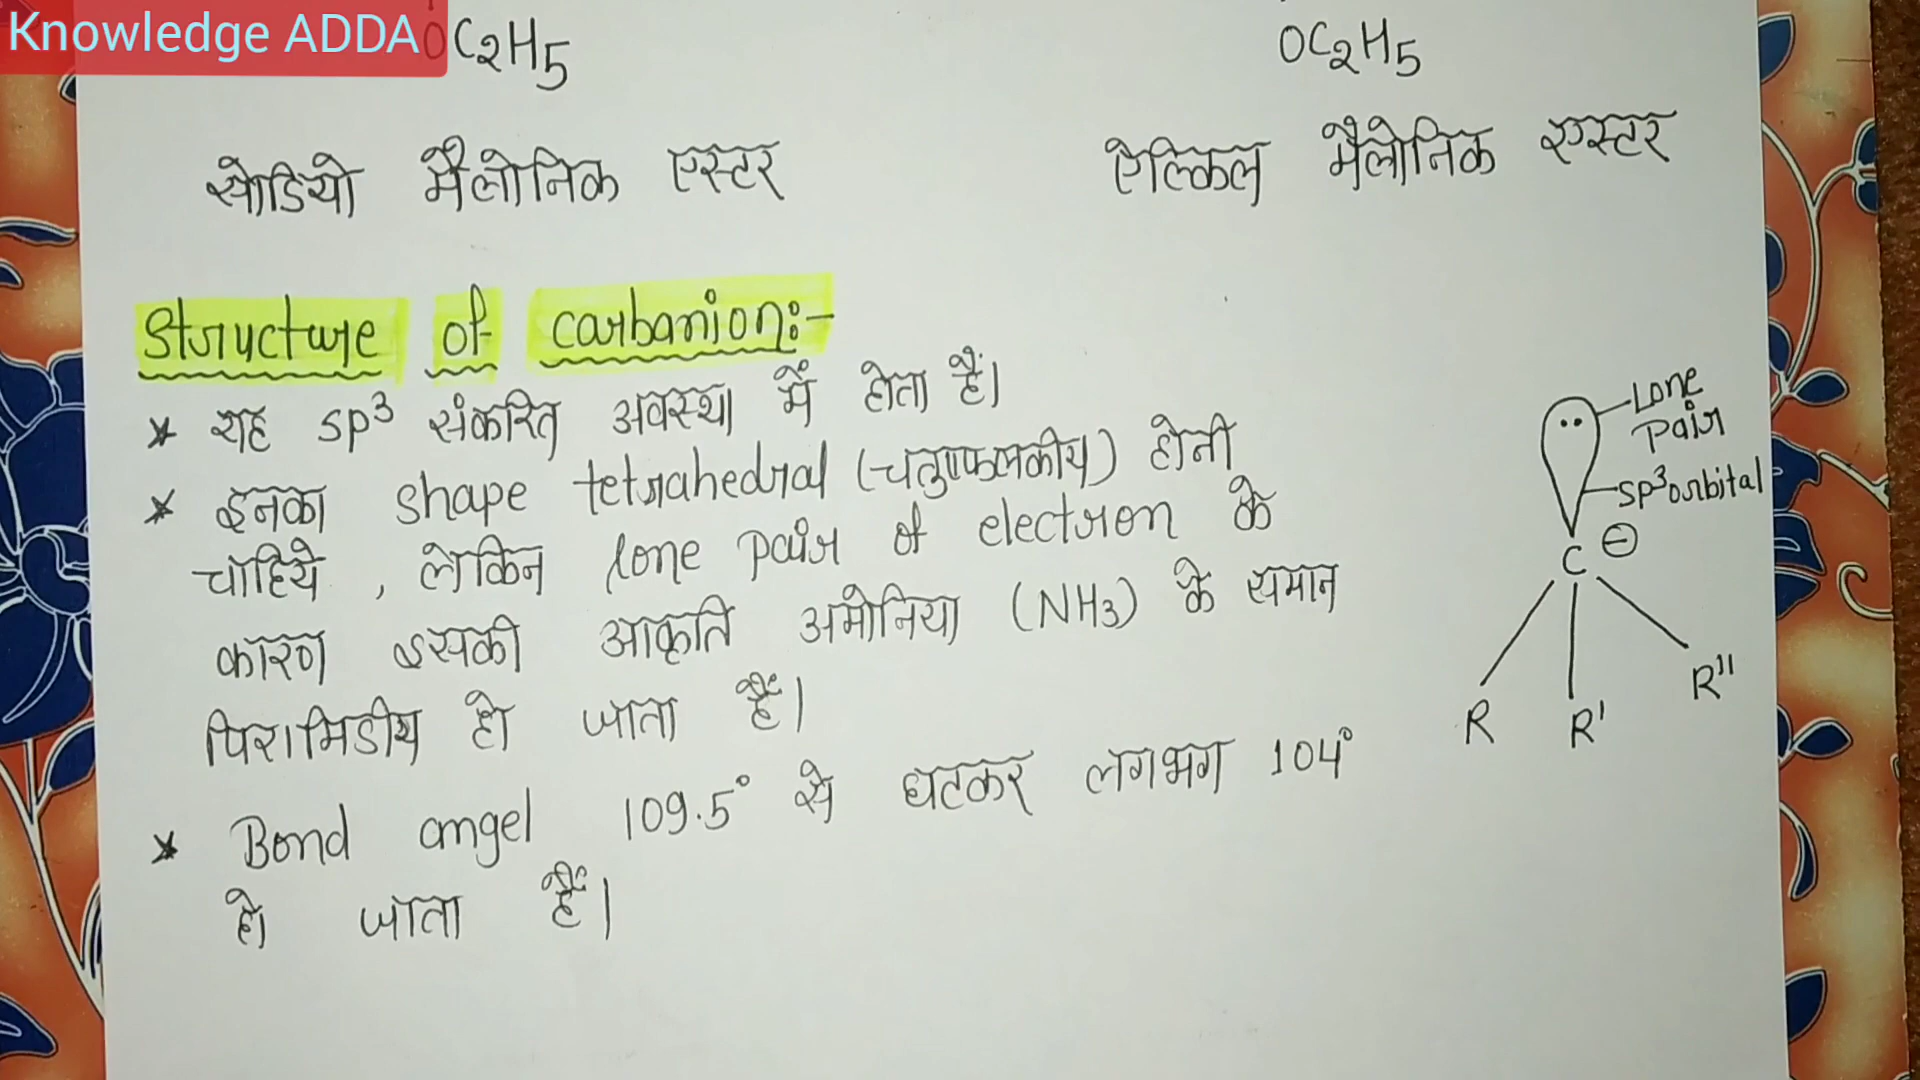 Knowledge ADDA
OC2H5 OC2H5
सोडियो मैलोनिक एस्टर ऐल्किल मैलोनिक एस्टर
Structure of carbanion:-
* यह sp³ संकरित अवस्था में होता है।
* इनका shape tetrahedral (चतुष्फलकीय) होनी
चाहिये , लेकिन lone pair of electron के
कारण इसकी आकृति अमोनिया (NH3) के समान
पिरामिडीय हो जाता है।
* Bond angel 109.5° से घटकर लगभग 104°
हो जाता है।
Lone
pair
sp³orbital
C ⊖
R R' R"